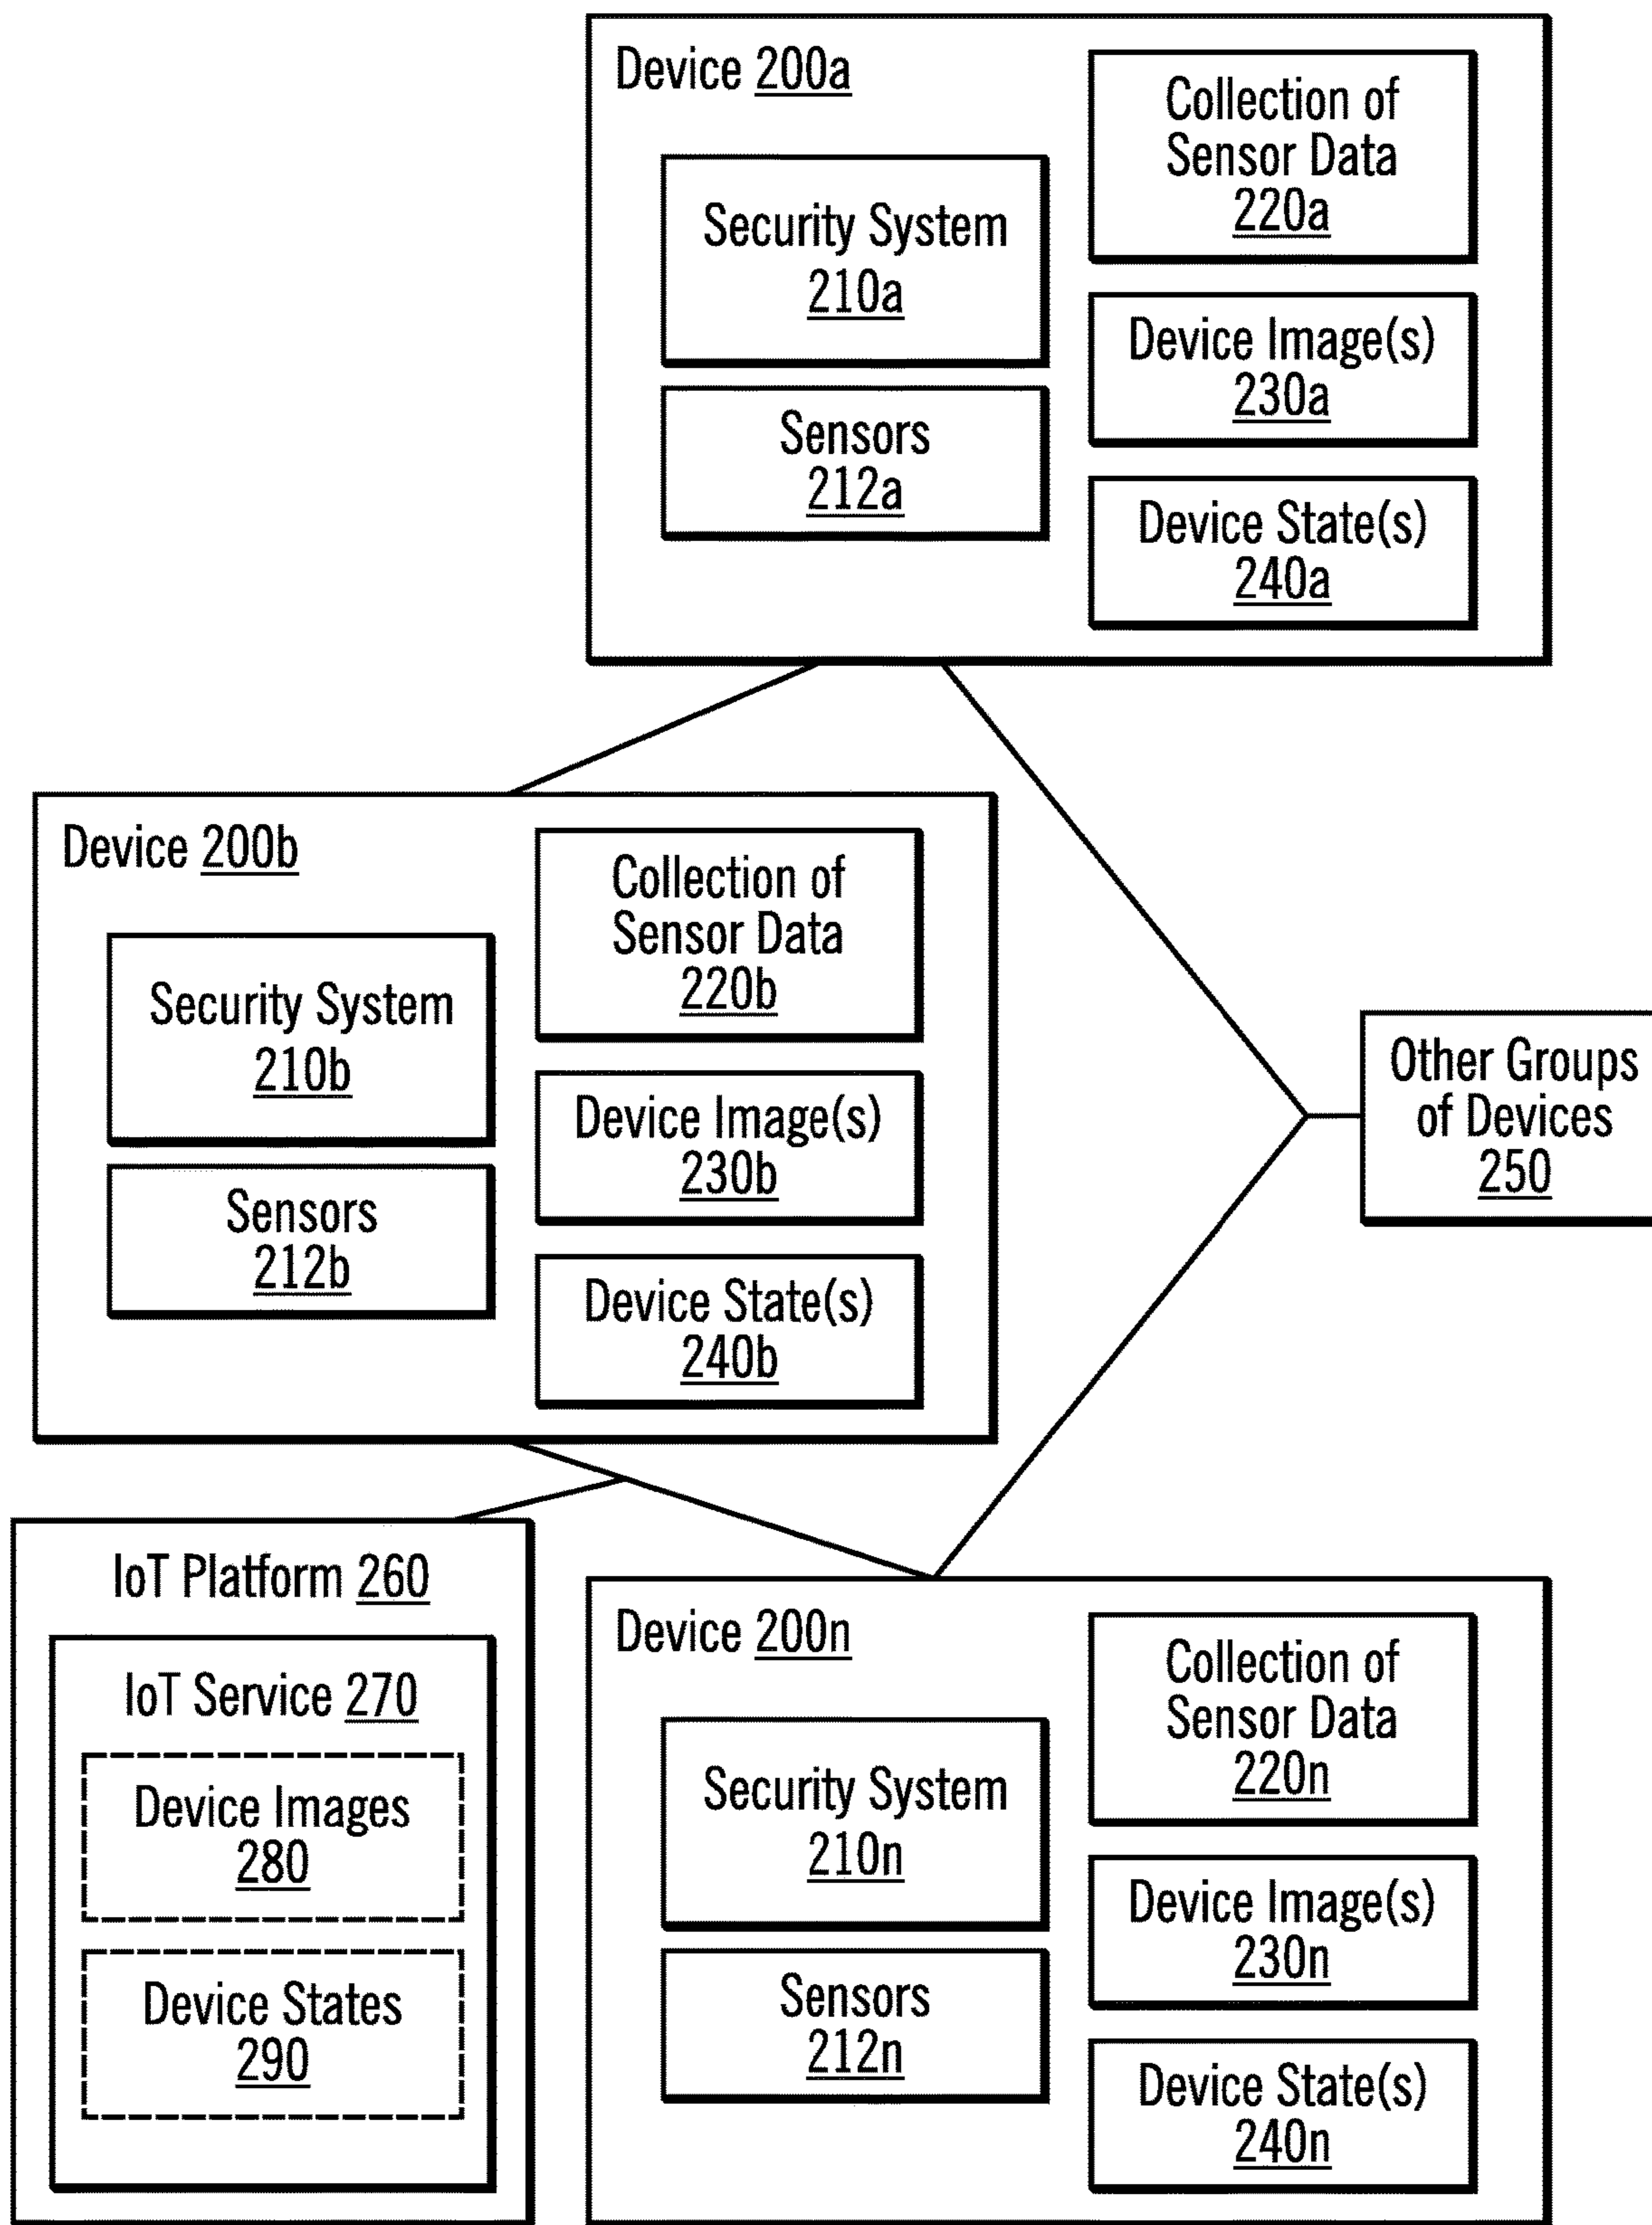 Device 200a
Security System
210a
Sensors
212a
Collection of
Sensor Data
220a
Device Image(s)
230a
Device State(s)
240a
Device 200b
Security System
210b
Sensors
212b
Collection of
Sensor Data
220b
Device Image(s)
230b
Device State(s)
240b
Other Groups
of Devices
250
IoT Platform 260
IoT Service 270
Device Images
280
Device States
290
Device 200n
Security System
210n
Sensors
212n
Collection of
Sensor Data
220n
Device Image(s)
230n
Device State(s)
240n